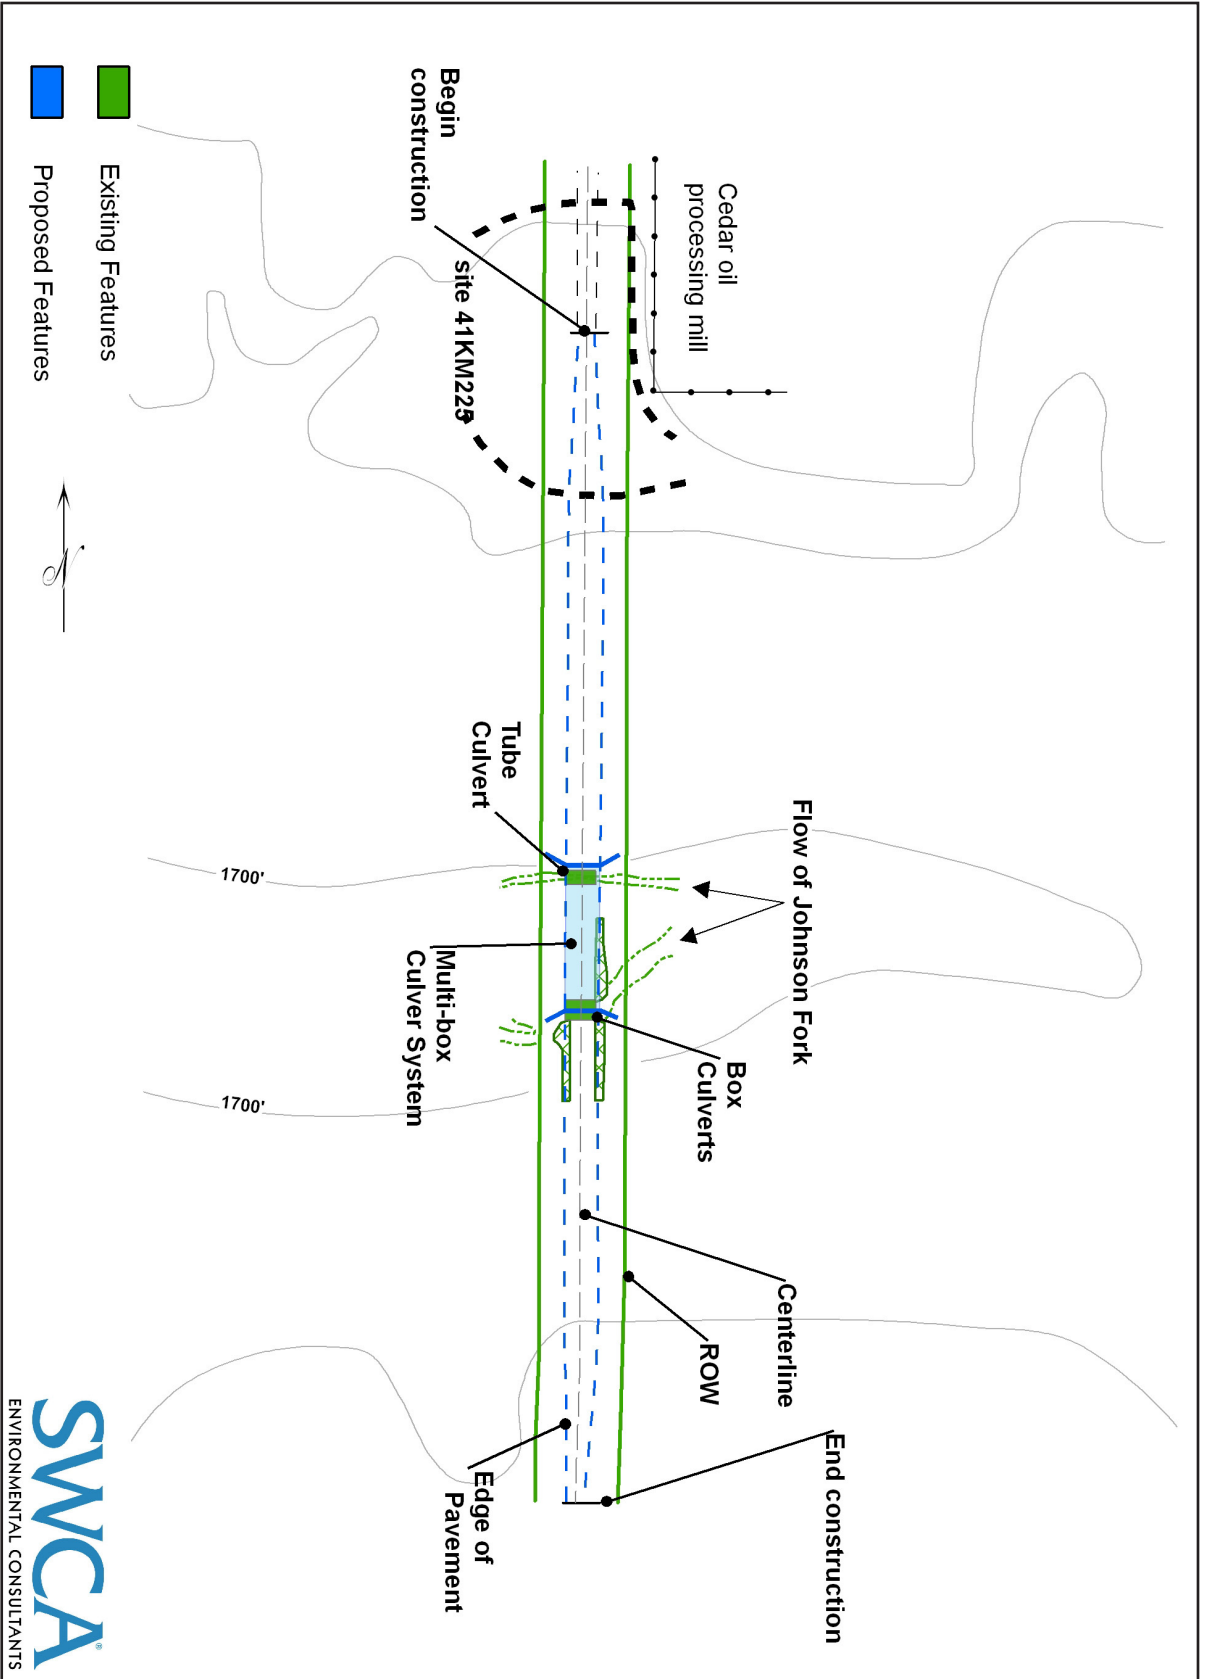 Cedar oil
processing mill
Begin
construction
site 41KM225
Flow of Johnson Fork
Tube
Culvert
1700'
Multi-box
Culver System
Box
Culverts
1700'
Centerline
ROW
End construction
Edge of
Pavement
Existing Features
Proposed Features
N
SWCA®
ENVIRONMENTAL CONSULTANTS